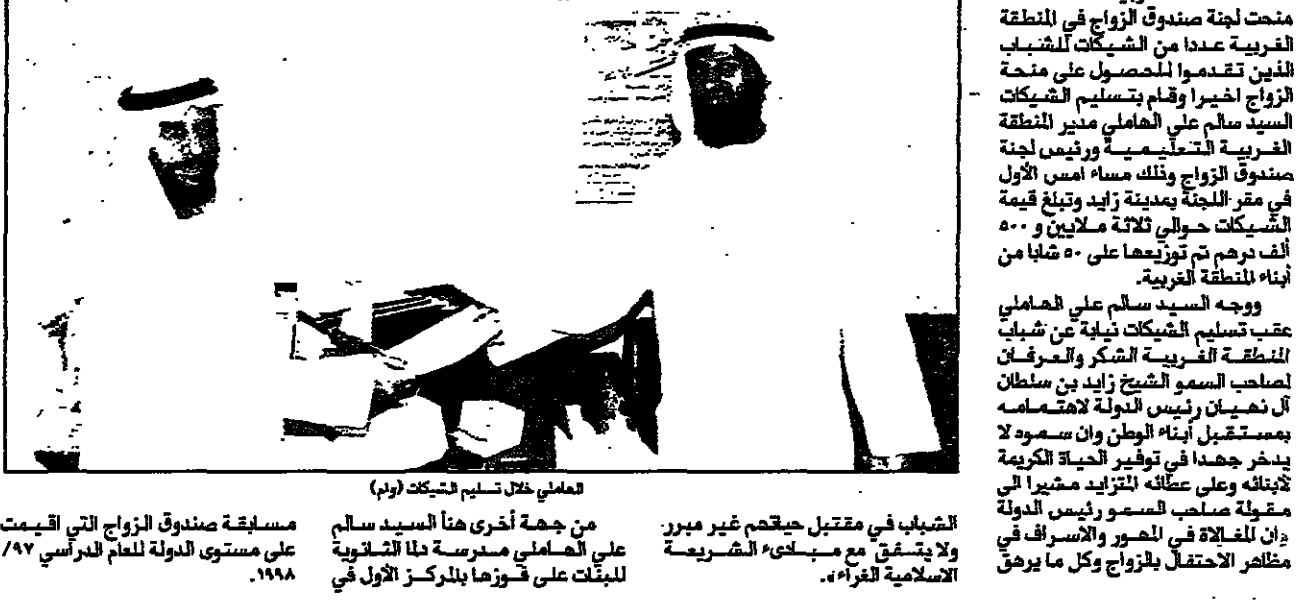 منحت لجنة صندوق الزواج في المنطقة
الغربية عددا من الشيكات للشباب
الذين تقدموا للحصول على منحة
الزواج اخيرا وقام بتسليم الشيكات
السيد سالم علي الهاملي مدير المنطقة
الغربية التعليمية ورئيس لجنة
صندوق الزواج وذلك مساء امس الأول
في مقر اللجنة بمدينة زايد وتبلغ قيمة
الشيكات حوالي ثلاثة ملايين و ٥٠٠
ألف درهم تم توزيعها على ٥٠ شابا من
أبناء المنطقة الغربية.
ووجه السيد سالم علي الهاملي
عقب تسليم الشيكات نيابة عن شباب
المنطقة الغربية الشكر والعرفان
لصاحب السمو الشيخ زايد بن سلطان
آل نهيان رئيس الدولة لاهتمامه
بمستقبل أبناء الوطن وان سموه لا
يدخر جهدا في توفير الحياة الكريمة
لأبنائه وعلى عطائه المتزايد مشيرا الى
مقولة صاحب السمو رئيس الدولة
«ان المغالاة في المهور والاسراف في
مظاهر الاحتفال بالزواج وكل ما يرهق
الشباب في مقتبل حياتهم غير مبرر
ولا يتفق مع مبادىء الشريعة
الاسلامية الغراء».
من جهة أخرى هنأ السيد سالم
علي الهاملي مدرسة دلما الثانوية
للبنات على فوزها بالمركز الأول في
مسابقة صندوق الزواج التي اقيمت
على مستوى الدولة للعام الدراسي ٩٧/
١٩٩٨.
الهاملي خلال تسليم الشيكات (وام)